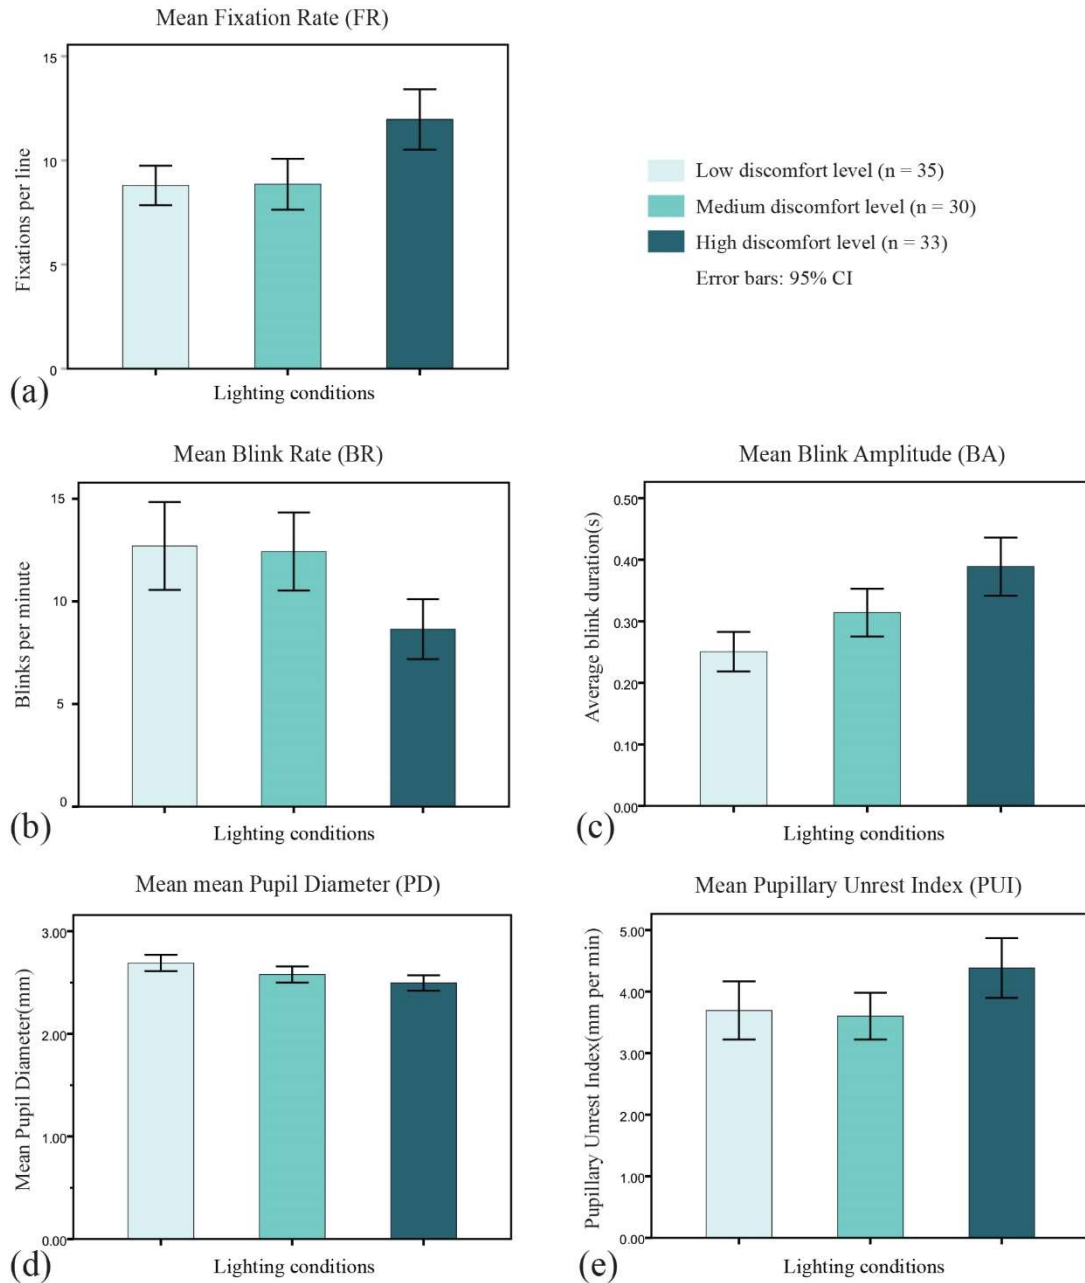 Mean Fixation Rate (FR)
15
10
5
0
Fixations per line
Lighting conditions
(a)
Low discomfort level (n = 35)
Medium discomfort level (n = 30)
High discomfort level (n = 33)
Error bars: 95% CI
Mean Blink Rate (BR)
15
10
5
0
Blinks per minute
Lighting conditions
(b)
Mean Blink Amplitude (BA)
0.50
0.40
0.30
0.20
0.10
0.00
Average blink duration(s)
Lighting conditions
(c)
Mean mean Pupil Diameter (PD)
3.00
2.00
1.00
0.00
Mean Pupil Diameter(mm)
Lighting conditions
(d)
Mean Pupillary Unrest Index (PUI)
5.00
4.00
3.00
2.00
1.00
0.00
Pupillary Unrest Index(mm per min)
Lighting conditions
(e)